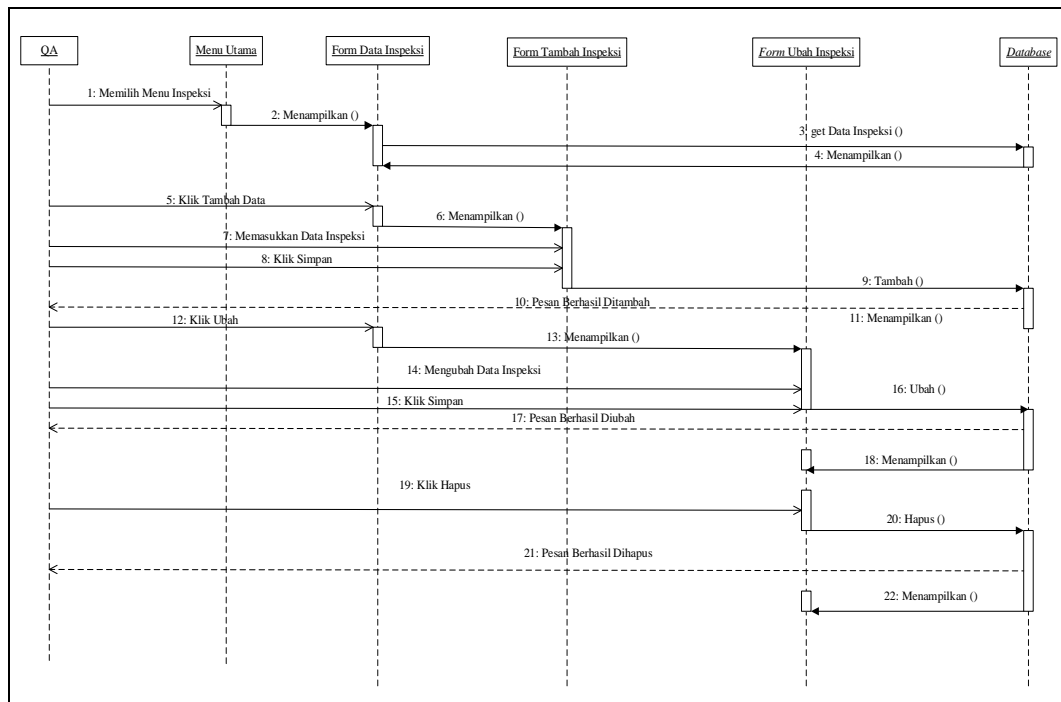 QA
Menu Utama
Form Data Inspeksi
Form Tambah Inspeksi
Form Ubah Inspeksi
Database
1: Memilih Menu Inspeksi
2: Menampilkan ()
3: get Data Inspeksi ()
4: Menampilkan ()
5: Klik Tambah Data
6: Menampilkan ()
7: Memasukkan Data Inspeksi
8: Klik Simpan
9: Tambah ()
10: Pesan Berhasil Ditambah
11: Menampilkan ()
12: Klik Ubah
13: Menampilkan ()
14: Mengubah Data Inspeksi
16: Ubah ()
15: Klik Simpan
17: Pesan Berhasil Diubah
18: Menampilkan ()
19: Klik Hapus
20: Hapus ()
21: Pesan Berhasil Dihapus
22: Menampilkan ()